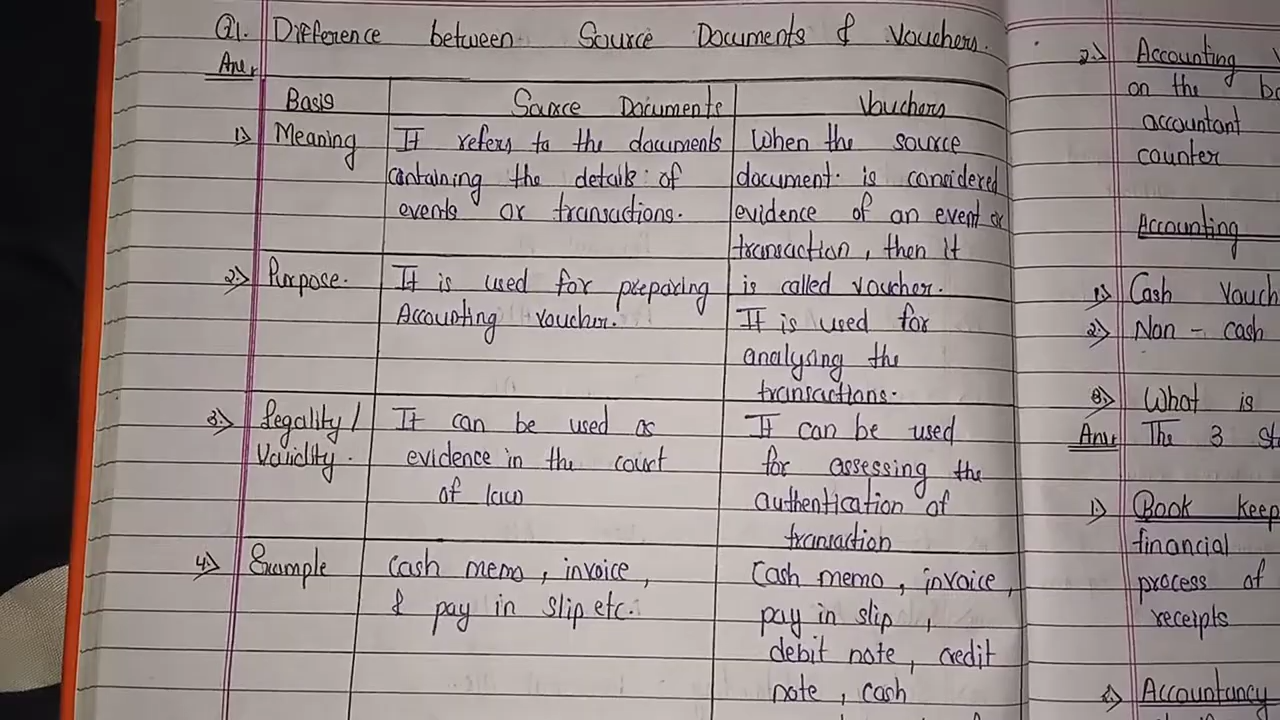 Q1. Difference between Source Documents & Vouchers.
Ans,
Basis Source Documents Vouchers
1) Meaning It refers to the documents When the source
containing the details of document is considered
events or transactions. evidence of an event or
transaction, then it
2) Purpose. It is used for preparing is called voucher.
Accounting voucher. It is used for
analysing the
transactions.
3) Legality/ It can be used as It can be used
Validity. evidence in the court for assessing the
of law authentication of
transaction
4) Example Cash memo, invoice, Cash memo, invoice,
& pay in slip etc. pay in slip,
debit note, credit
note, cash
2) Accounting
on the
accountant
counter
Accounting
1) Cash Vouch
2) Non - cash
What is
Ans, The 3
1) Book keep
financial
process of
receipts
Accountancy